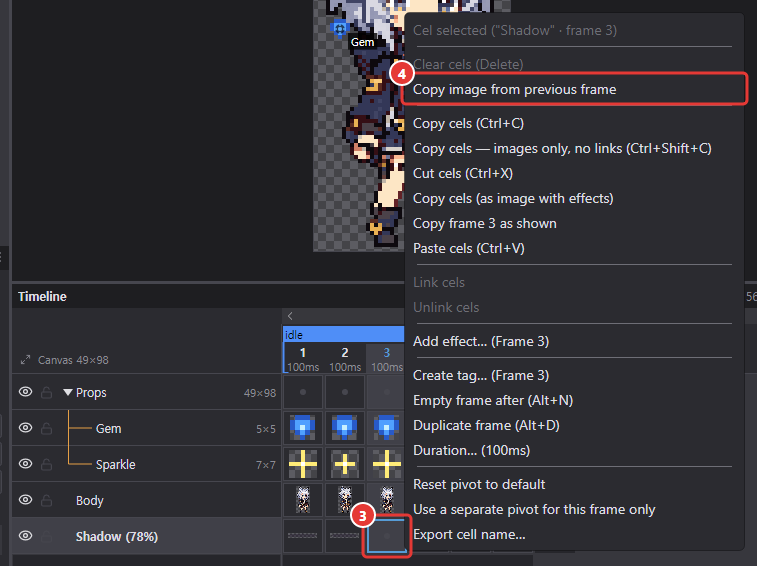 Gem
Cel selected ("Shadow" · frame 3)
Clear cels (Delete)
4
Copy image from previous frame
Copy cels (Ctrl+C)
Copy cels — images only, no links (Ctrl+Shift+C)
Cut cels (Ctrl+X)
Copy cels (as image with effects)
Copy frame 3 as shown
Paste cels (Ctrl+V)
Link cels
Unlink cels
Add effect... (Frame 3)
Create tag... (Frame 3)
Empty frame after (Alt+N)
Duplicate frame (Alt+D)
Duration... (100ms)
Reset pivot to default
Use a separate pivot for this frame only
Export cell name...
Timeline
56
idle
Canvas 49×98
1 2 3
100ms 100ms 100ms
Props 49×98
Gem 5×5
Sparkle 7×7
Body
3
Shadow (78%)